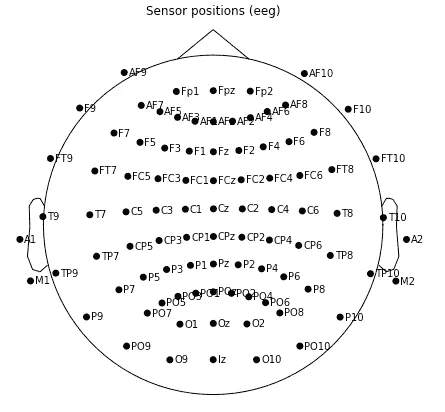 Sensor positions (eeg)
AF9 AF10
Fp1 Fpz Fp2
F9 AF7 AF5 AF3 AF1 AFz AF2 AF4 AF6 AF8 F10
F7 F5 F3 F1 Fz F2 F4 F6 F8
FT9 FT7 FC5 FC3 FC1 FCz FC2 FC4 FC6 FT8 FT10
T9 T7 C5 C3 C1 Cz C2 C4 C6 T8 T10
A1 TP7 CP5 CP3 CP1 CPz CP2 CP4 CP6 TP8 A2
M1 TP9 P7 P5 P3 P1 Pz P2 P4 P6 P8 TP10 M2
P9 PO7 PO5 PO3 PO1 POz PO2 PO4 PO6 PO8 P10
O1 Oz O2
PO9 PO10
O9 Iz O10